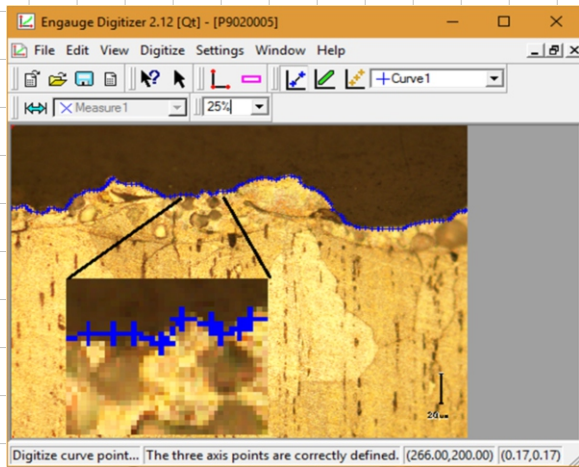 Engauge Digitizer 2.12 [Qt] - [P9020005]
File Edit View Digitize Settings Window Help
Curve1
Measure1 25%
20
Digitize curve point... The three axis points are correctly defined. (266.00,200.00) (0.17,0.17)